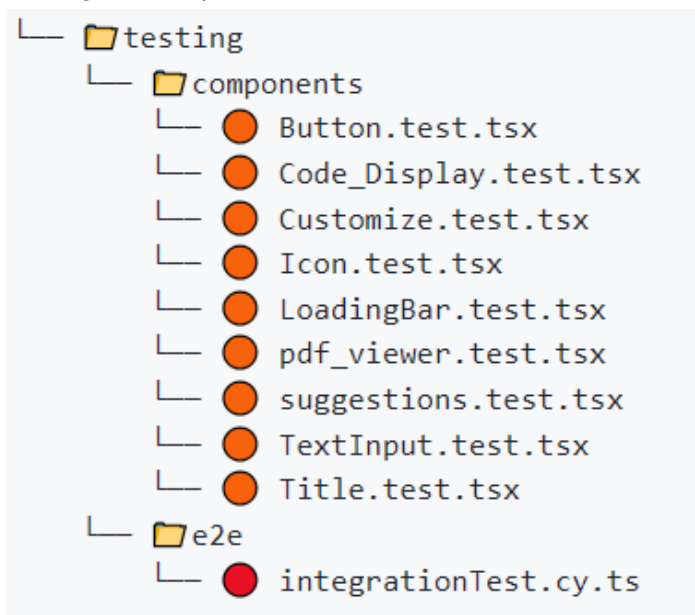 testing
components
Button.test.tsx
Code_Display.test.tsx
Customize.test.tsx
Icon.test.tsx
LoadingBar.test.tsx
pdf_viewer.test.tsx
suggestions.test.tsx
TextInput.test.tsx
Title.test.tsx
e2e
integrationTest.cy.ts